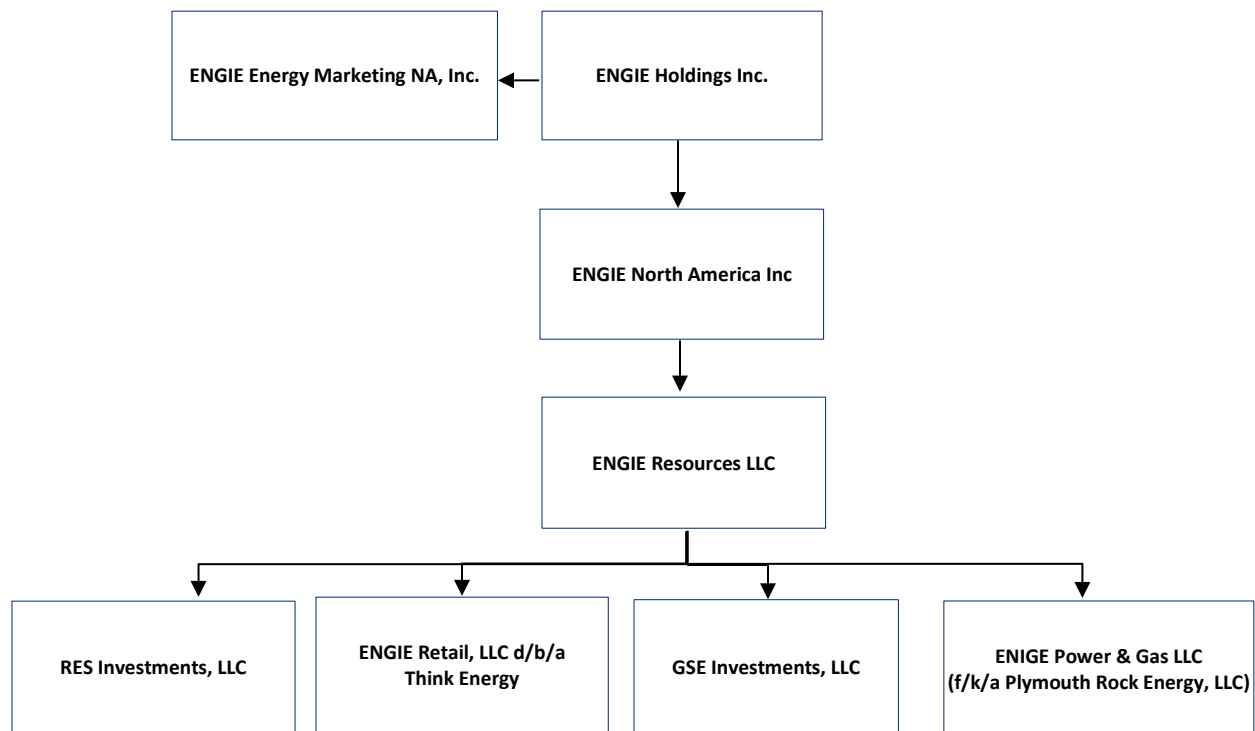 ENGIE Energy Marketing NA, Inc.
ENGIE Holdings Inc.
ENGIE North America Inc
ENGIE Resources LLC
RES Investments, LLC
ENGIE Retail, LLC d/b/a
Think Energy
GSE Investments, LLC
ENIGE Power & Gas LLC
(f/k/a Plymouth Rock Energy, LLC)